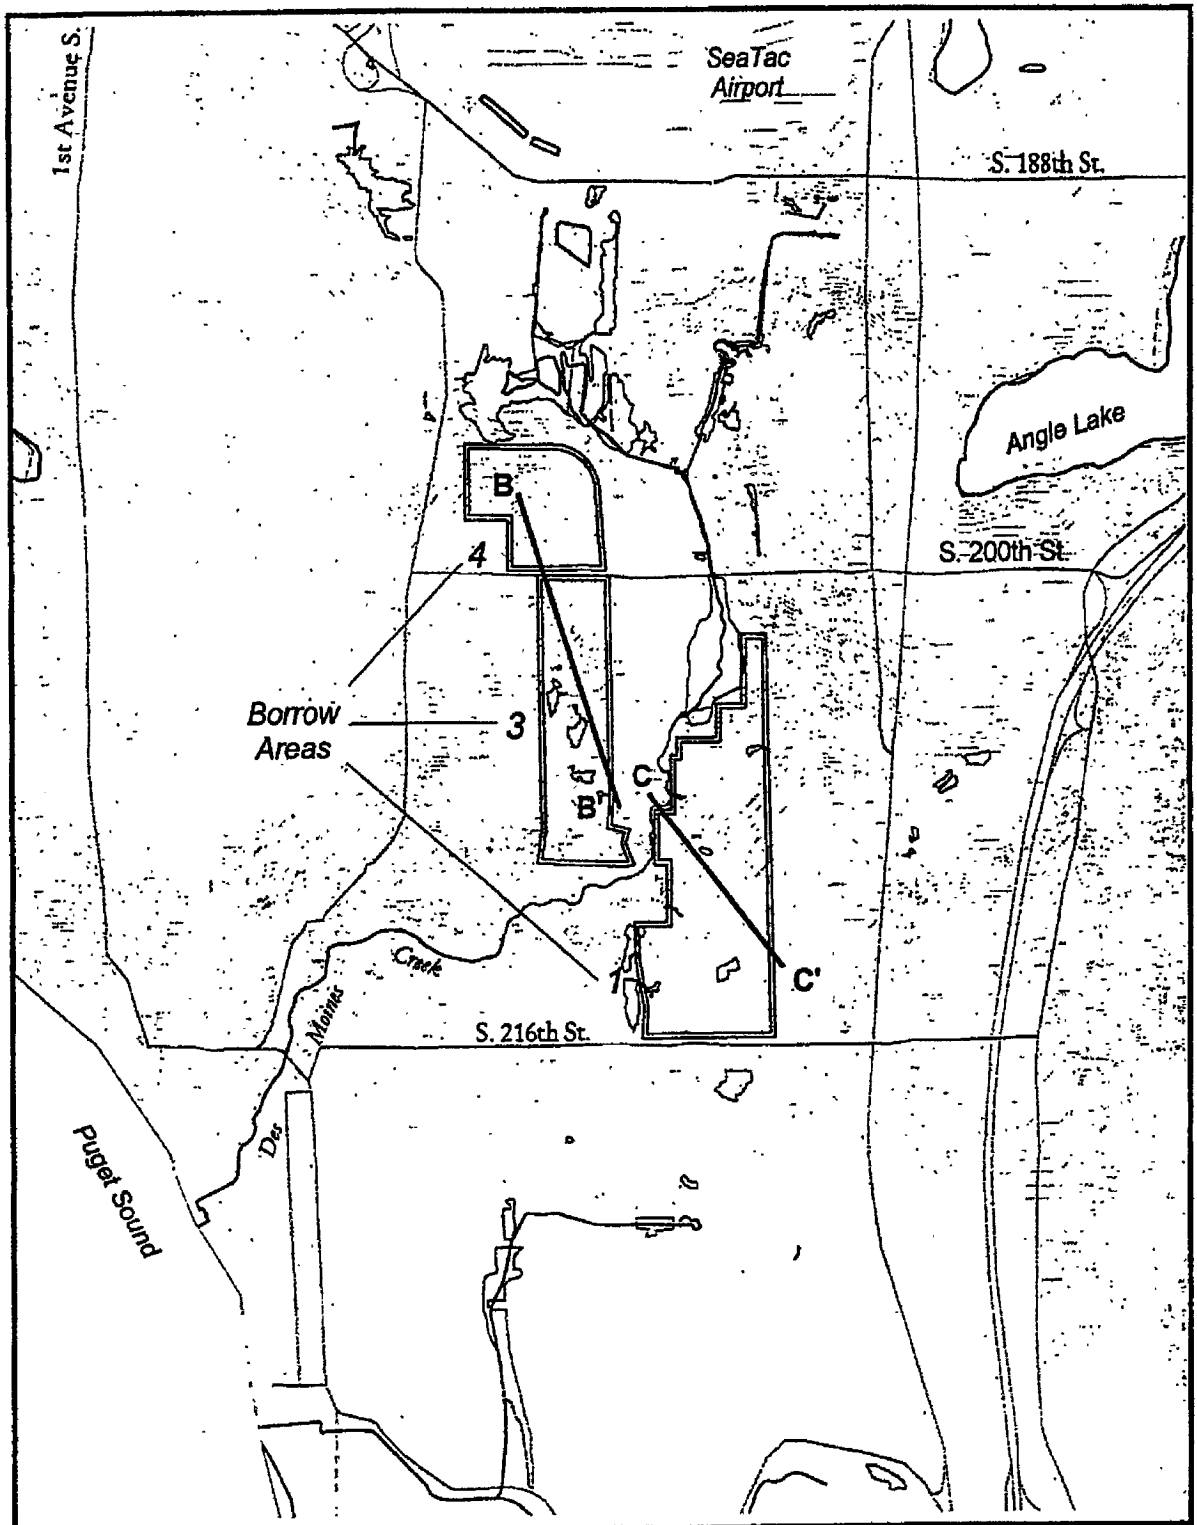 1st Avenue S.
SeaTac
Airport
S. 188th St.
Angle Lake
B
4
S. 200th St.
Borrow
Areas
3
C
B'
Creek
1
C'
Moines
S. 216th St.
Des
Puget Sound